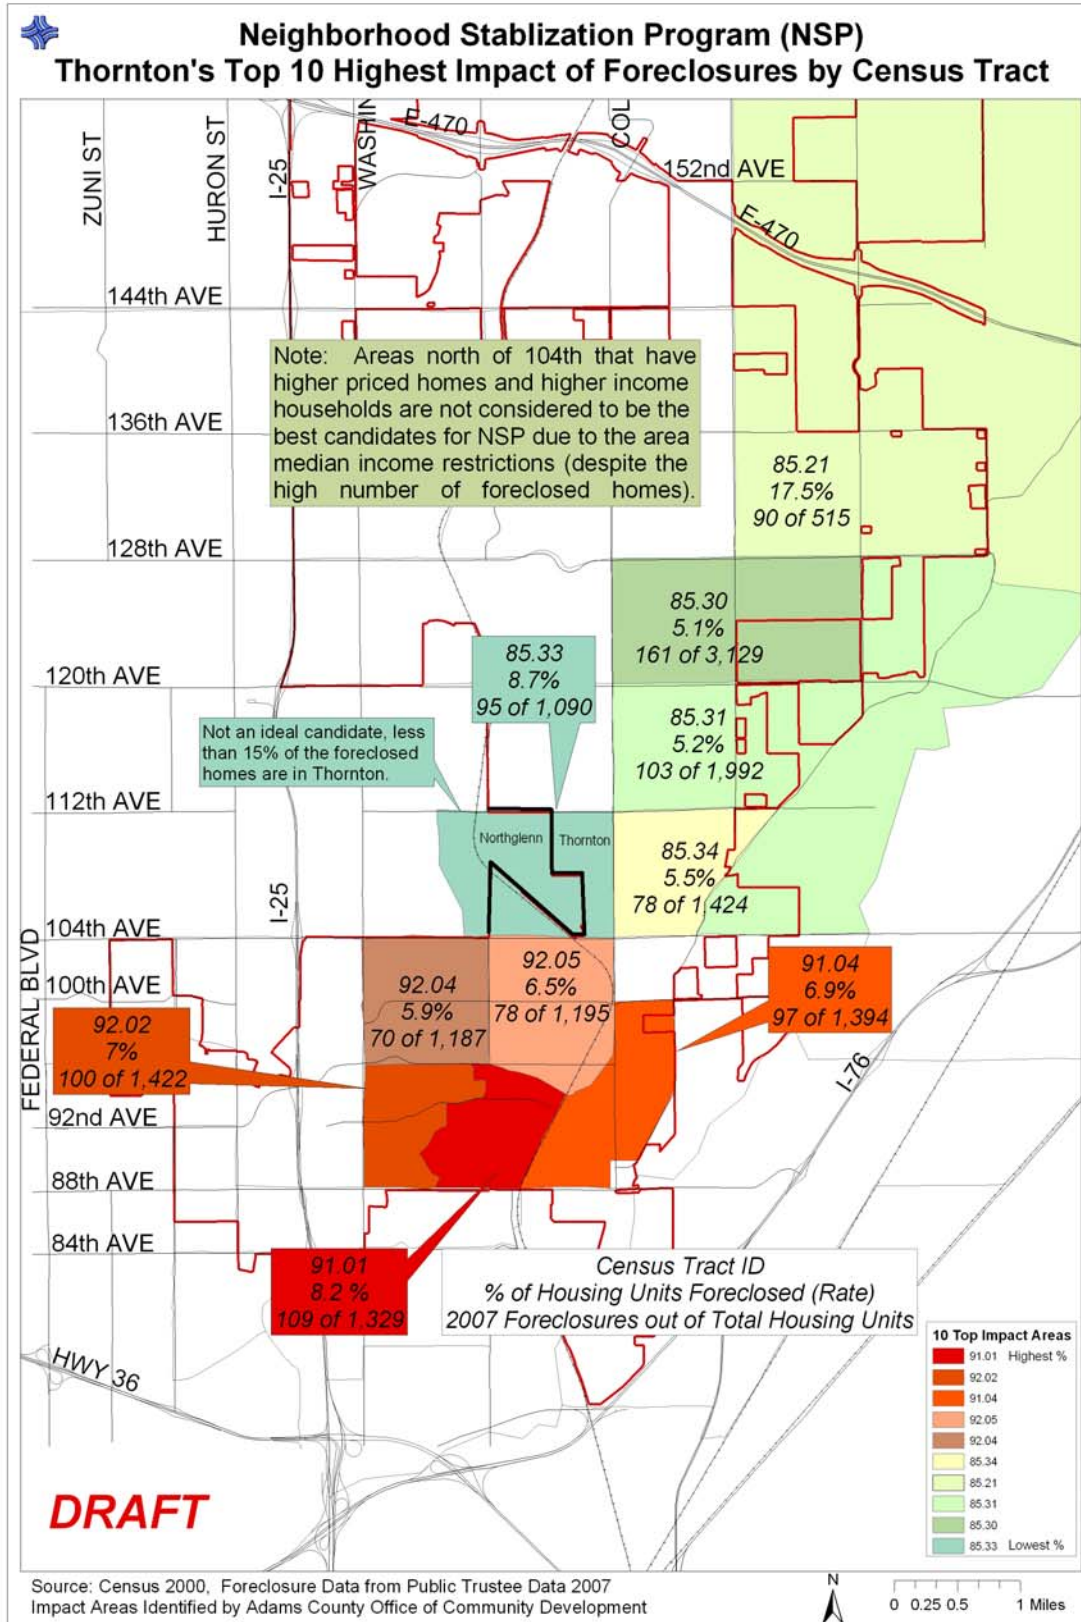 Neighborhood Stablization Program (NSP)
Thornton's Top 10 Highest Impact of Foreclosures by Census Tract
ZUNI ST
HURON ST
I-25
WASHIN
E-470
COL
152nd AVE
E-470
144th AVE
Note: Areas north of 104th that have
higher priced homes and higher income
households are not considered to be the
best candidates for NSP due to the area
median income restrictions (despite the
high number of foreclosed homes).
136th AVE
85.21
17.5%
90 of 515
128th AVE
85.30
5.1%
161 of 3,129
85.33
8.7%
95 of 1,090
120th AVE
Not an ideal candidate, less
than 15% of the foreclosed
homes are in Thornton.
85.31
5.2%
103 of 1,992
112th AVE
Northglenn
Thornton
85.34
5.5%
78 of 1,424
I-25
104th AVE
FEDERAL BLVD
100th AVE
92.04
5.9%
70 of 1,187
92.05
6.5%
78 of 1,195
91.04
6.9%
97 of 1,394
92.02
7%
100 of 1,422
I-76
92nd AVE
88th AVE
84th AVE
91.01
8.2 %
109 of 1,329
Census Tract ID
% of Housing Units Foreclosed (Rate)
2007 Foreclosures out of Total Housing Units
HWY 36
10 Top Impact Areas
91.01 Highest %
92.02
91.04
92.05
92.04
85.34
85.21
85.31
85.30
85.33 Lowest %
DRAFT
Source: Census 2000, Foreclosure Data from Public Trustee Data 2007
Impact Areas Identified by Adams County Office of Community Development
N
0 0.25 0.5 1 Miles